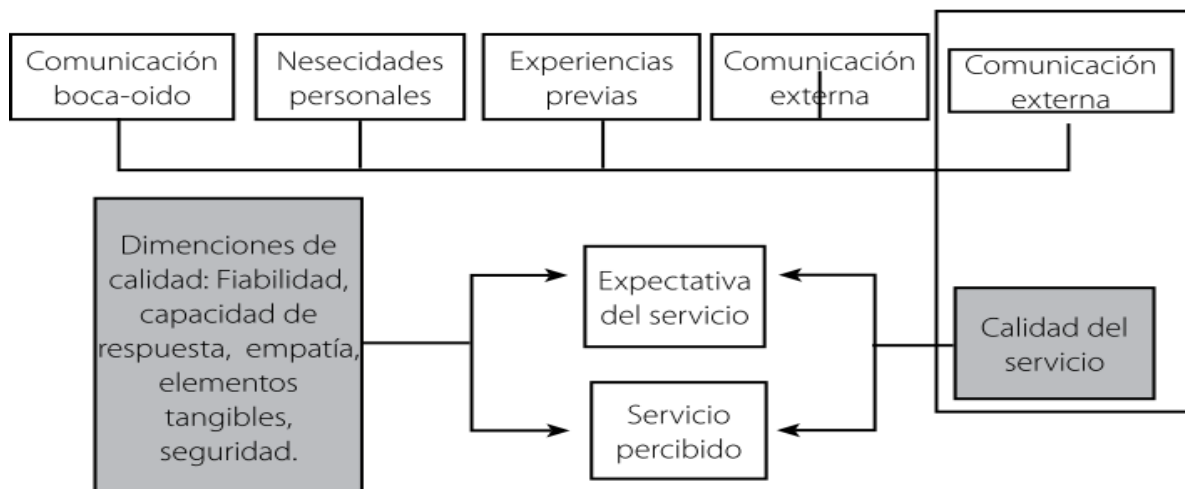 Comunicación
boca-oido
Nesecidades
personales
Experiencias
previas
Comunicación
externa
Comunicación
externa
Dimenciones de
calidad: Fiabilidad,
capacidad de
respuesta, empatía,
elementos
tangibles,
seguridad.
Expectativa
del servicio
Servicio
percibido
Calidad del
servicio